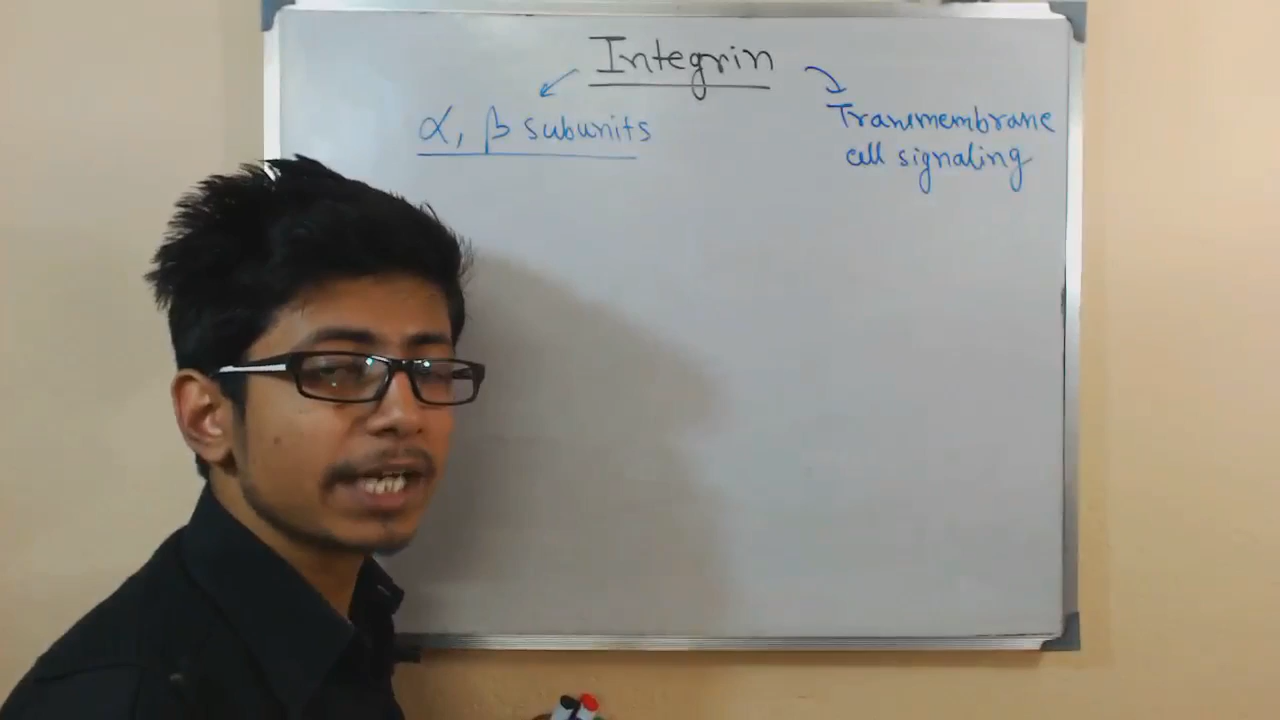 Integrin
α, β subunits
Transmembrane
cell signaling